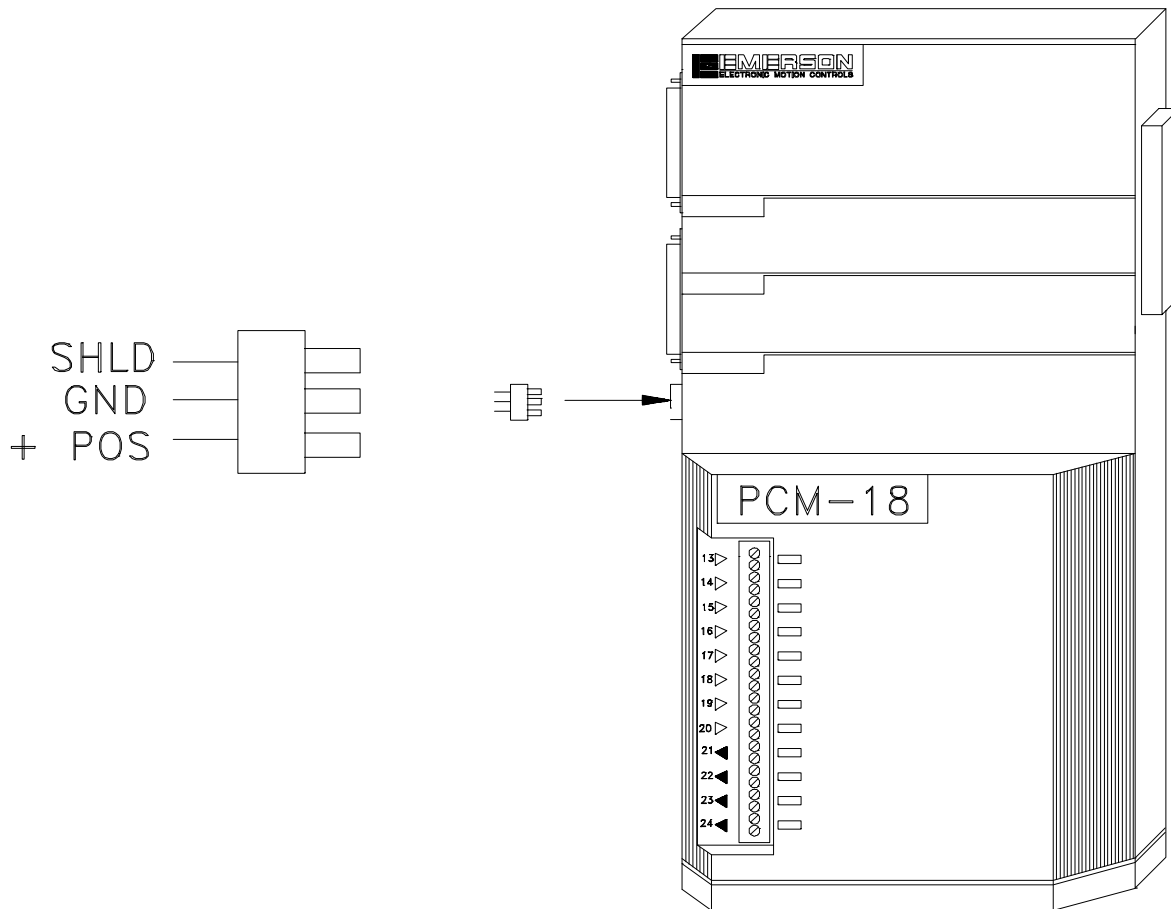 EMERSON
ELECTRONIC MOTION CONTROLS
SHLD
GND
+ POS
PCM-18
13
14
15
16
17
18
19
20
21
22
23
24